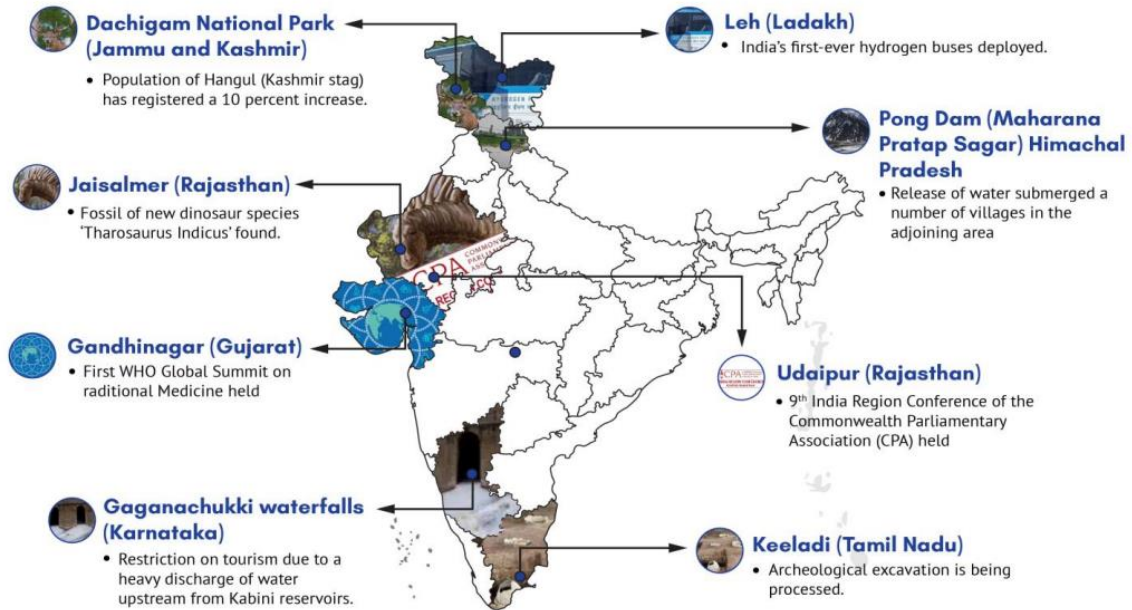 Dachigam National Park
(Jammu and Kashmir)
• Population of Hangul (Kashmir stag)
has registered a 10 percent increase.
Leh (Ladakh)
• India's first-ever hydrogen buses deployed.
Pong Dam (Maharana
Pratap Sagar) Himachal
Pradesh
• Release of water submerged a
number of villages in the
adjoining area
Jaisalmer (Rajasthan)
• Fossil of new dinosaur species
'Tharosaurus Indicus' found.
CPA
Gandhinagar (Gujarat)
• First WHO Global Summit on
raditional Medicine held
CPA
Udaipur (Rajasthan)
• 9th India Region Conference of the
Commonwealth Parliamentary
Association (CPA) held
Gaganachukki waterfalls
(Karnataka)
• Restriction on tourism due to a
heavy discharge of water
upstream from Kabini reservoirs.
Keeladi (Tamil Nadu)
• Archeological excavation is being
processed.